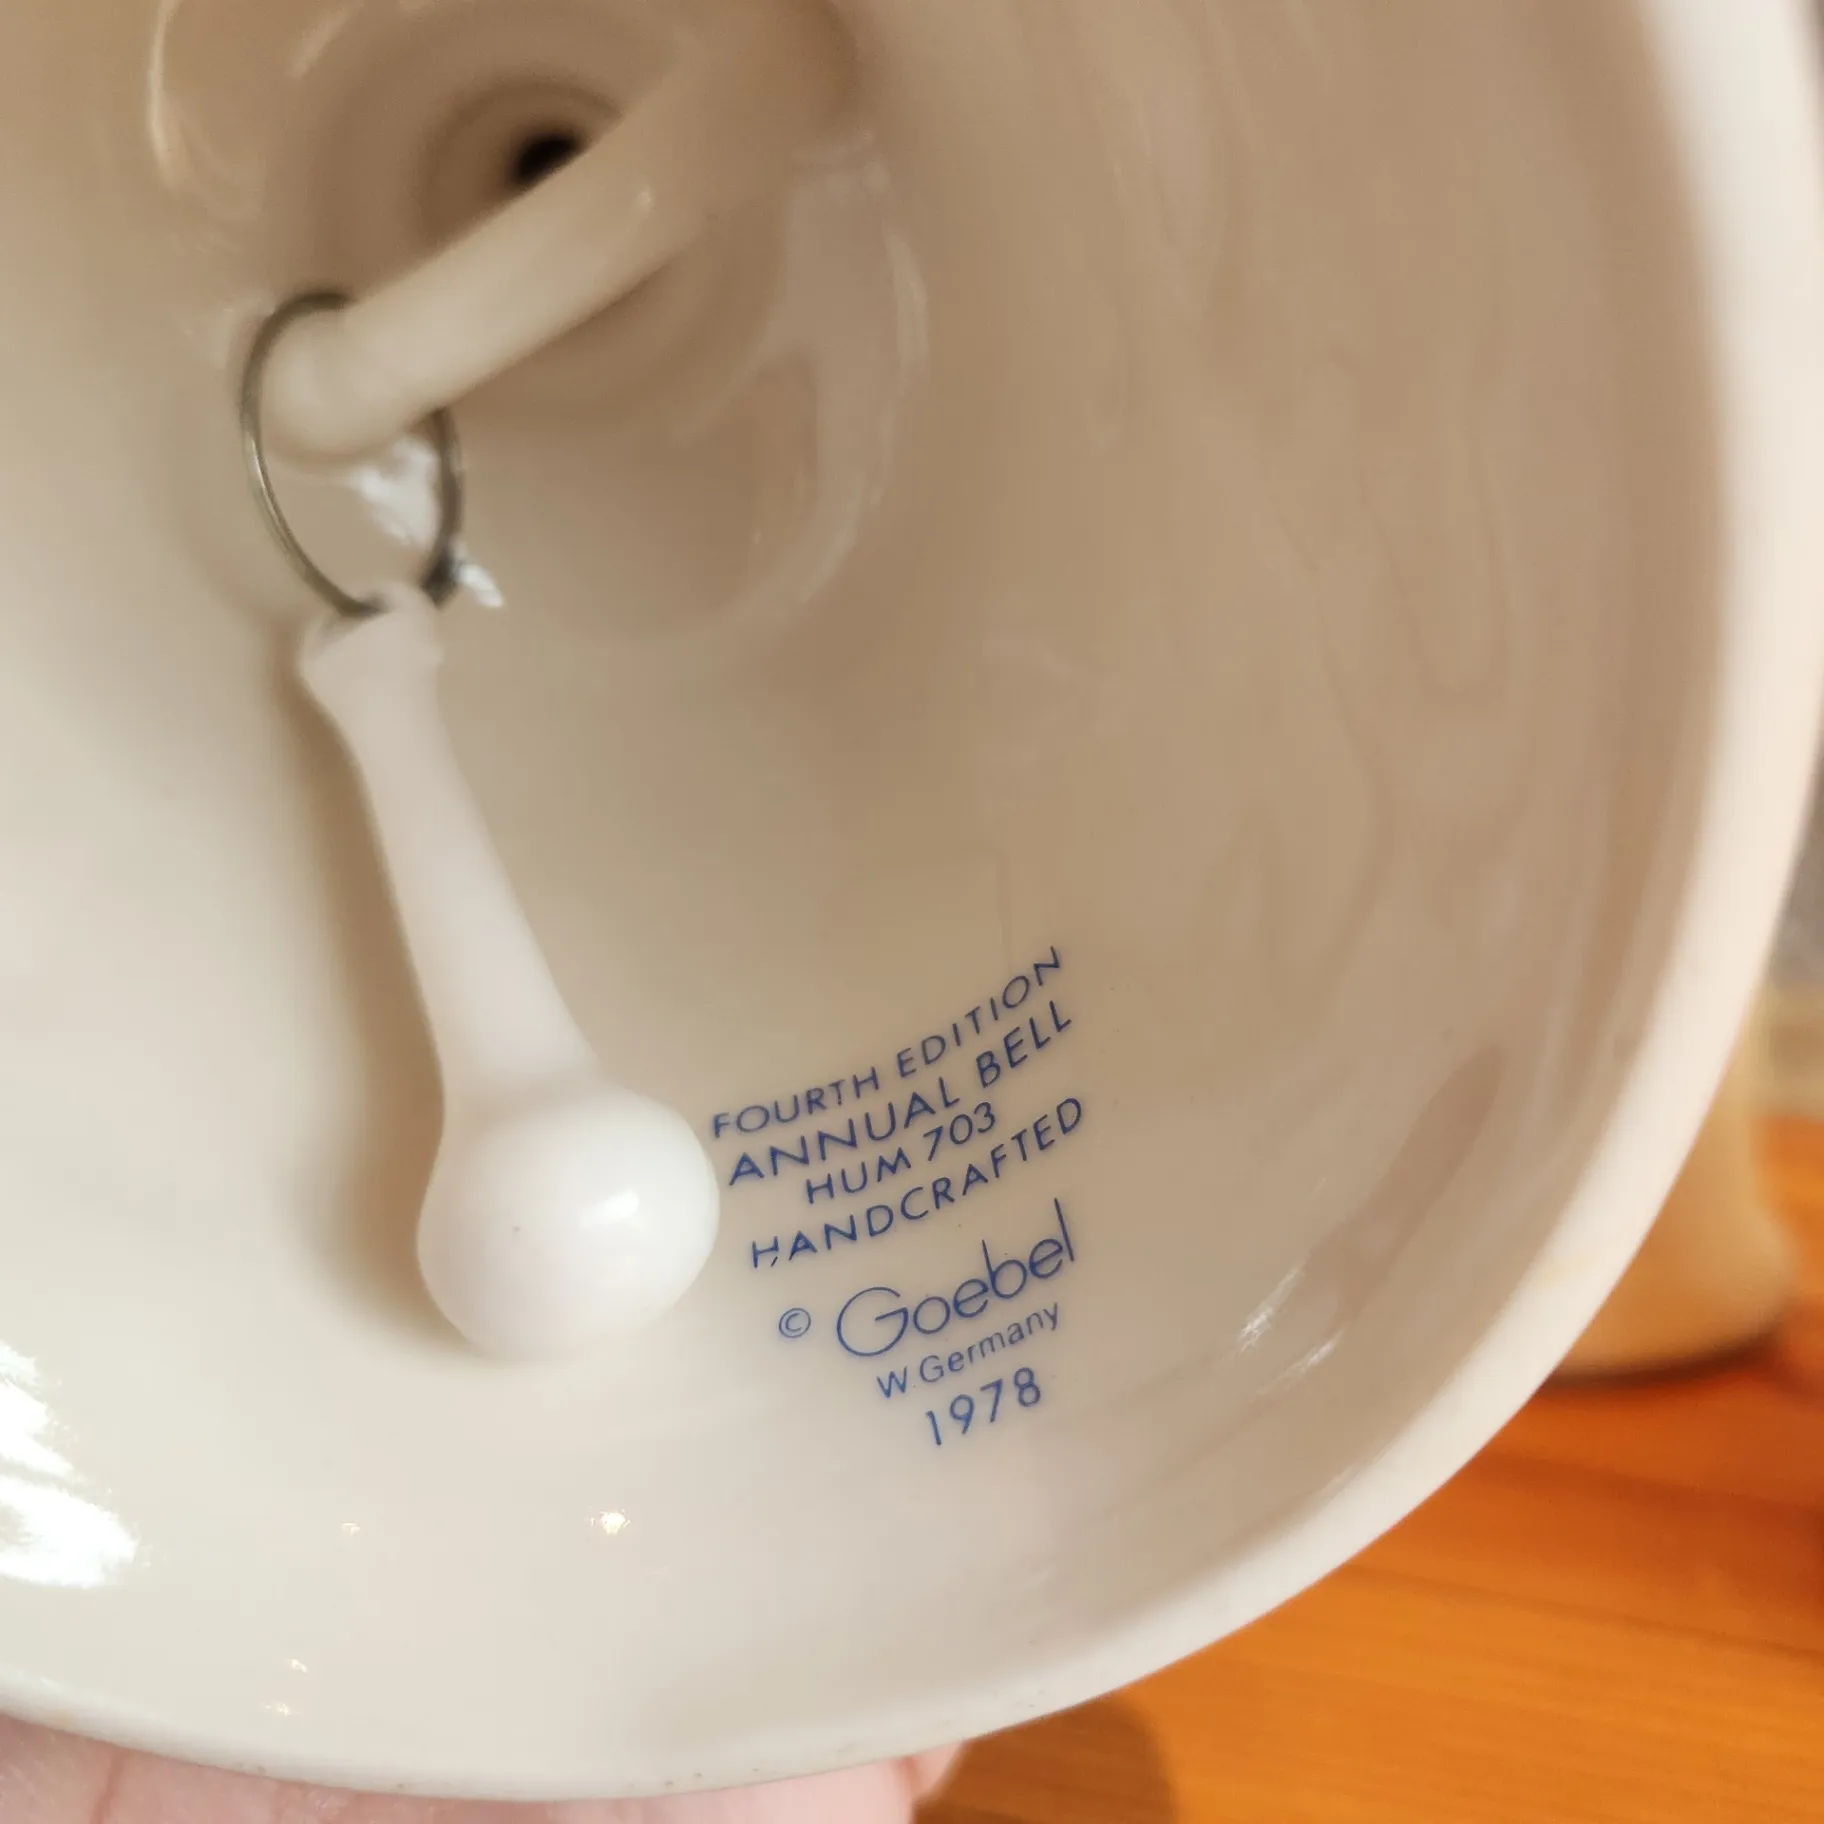 FOURTH EDITION
ANNUAL BELL
HUM 703
HANDCRAFTED
© Goebel
W. Germany
1978